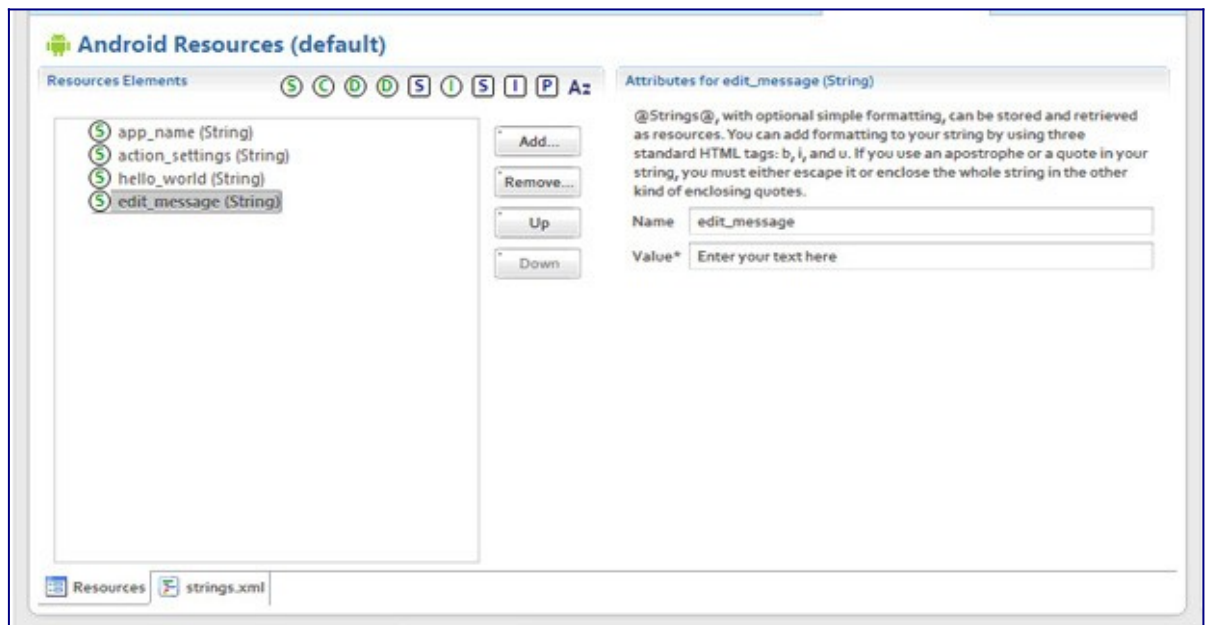 Android Resources (default)
Resources Elements
S C D D S I S I P Az
S app_name (String)
S action_settings (String)
S hello_world (String)
S edit_message (String)
Add...
Remove...
Up
Down
Attributes for edit_message (String)
@Strings@, with optional simple formatting, can be stored and retrieved
as resources. You can add formatting to your string by using three
standard HTML tags: b, i, and u. If you use an apostrophe or a quote in your
string, you must either escape it or enclose the whole string in the other
kind of enclosing quotes.
Name edit_message
Value* Enter your text here
Resources strings.xml